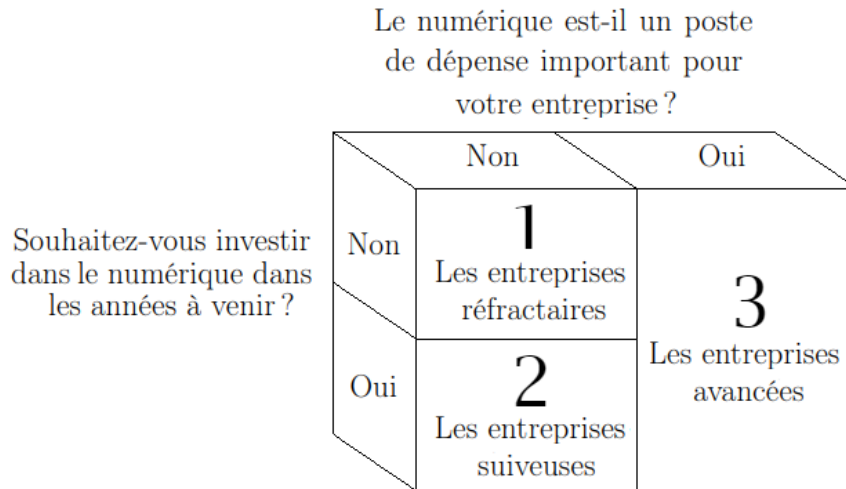 Le numérique est-il un poste
de dépense important pour
votre entreprise ?
Non
Oui
Souhaitez-vous investir
dans le numérique dans
les années à venir ?
Non
1
Les entreprises
réfractaires
3
Les entreprises
avancées
Oui
2
Les entreprises
suiveuses